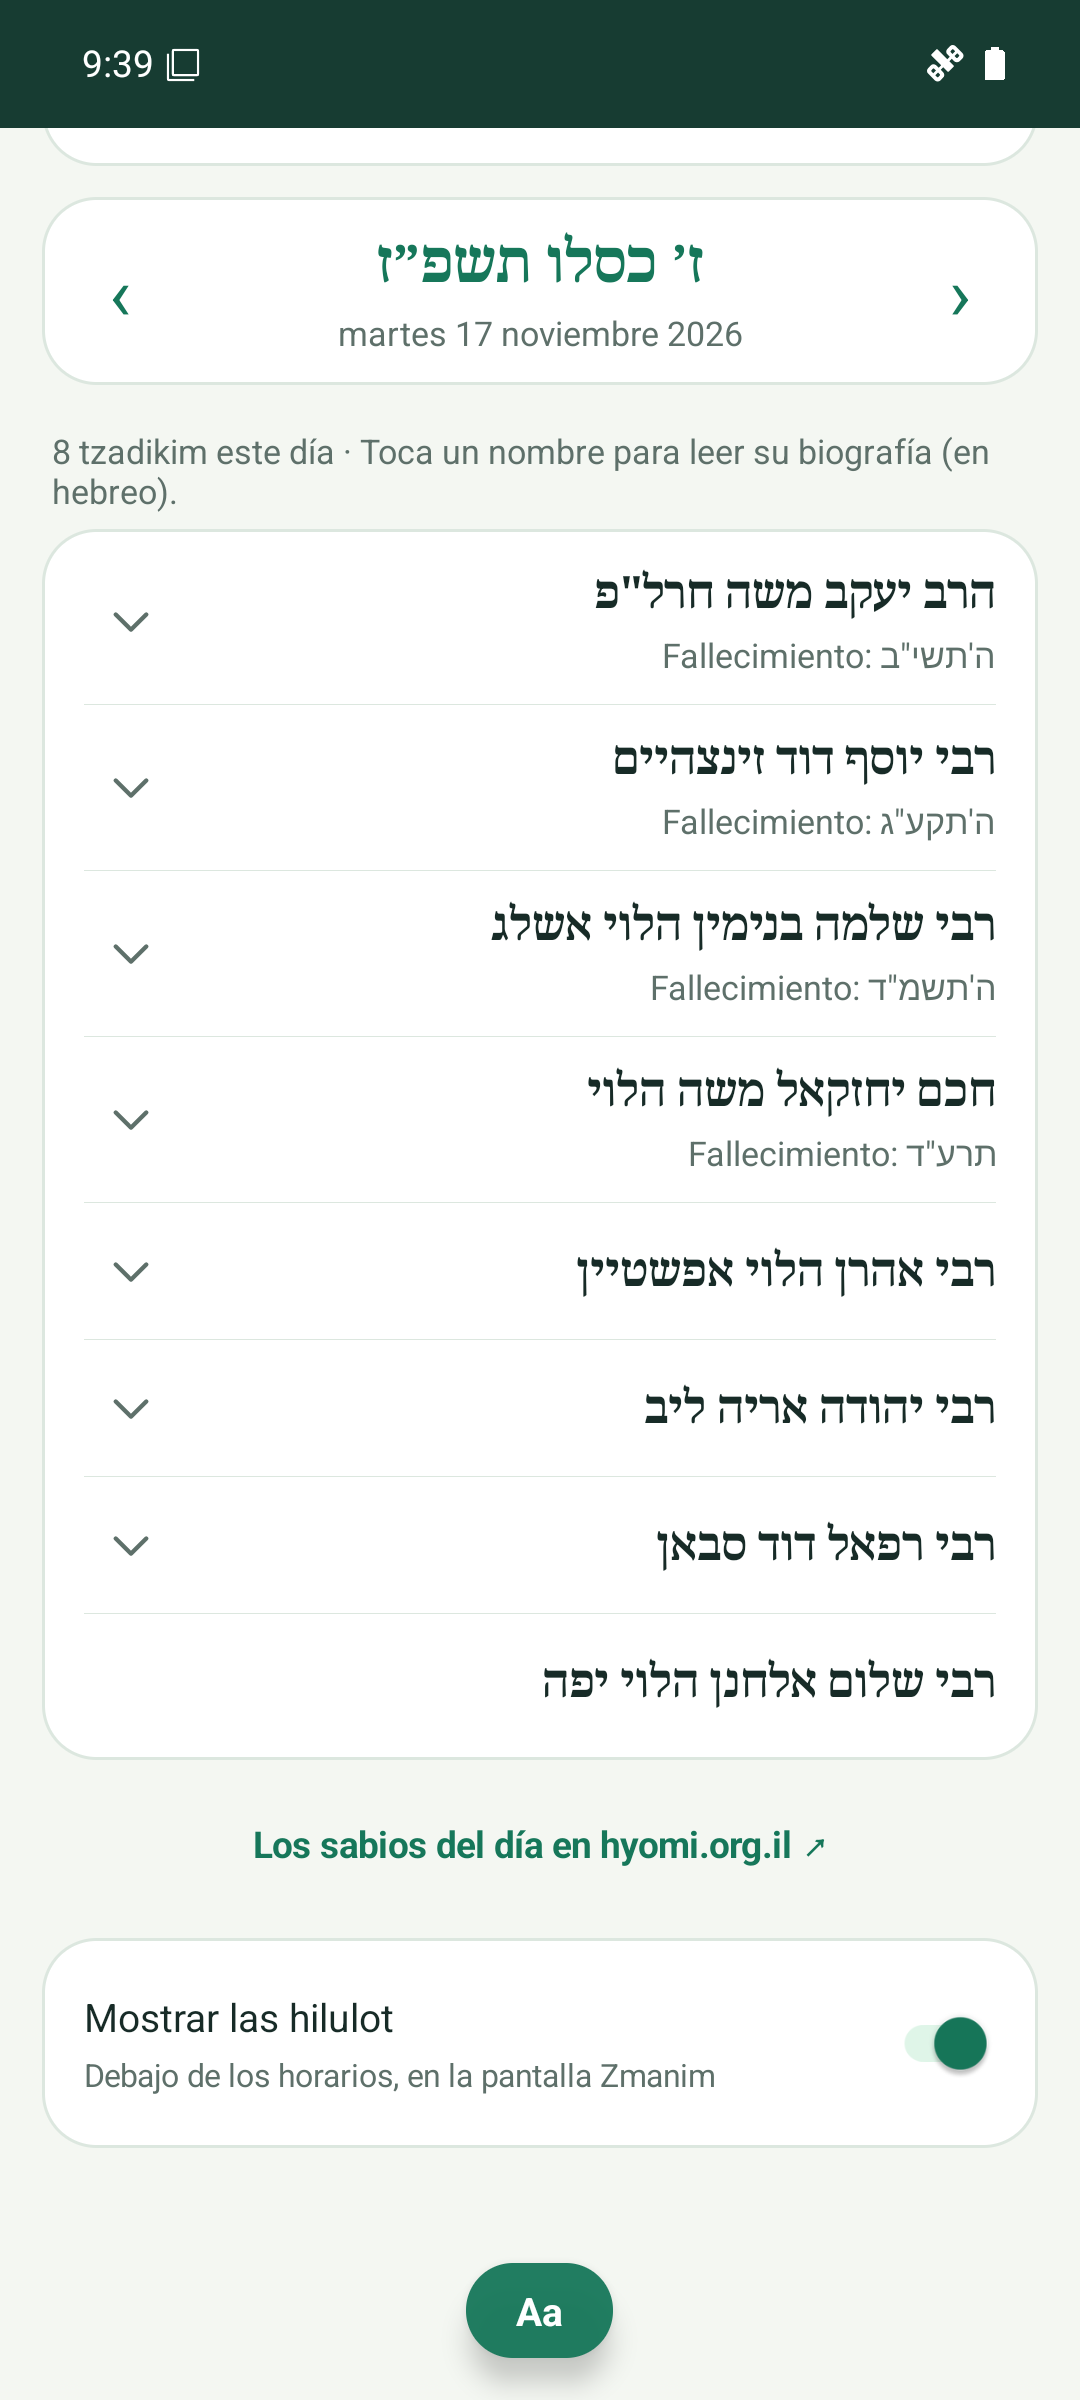 9:39
ז׳ כסלו תשפ״ז
martes 17 noviembre 2026
8 tzadikim este día · Toca un nombre para leer su biografía (en
hebreo).
הרב יעקב משה חרל"פ
Fallecimiento: ה'תשי"ב
רבי יוסף דוד זינצהיים
Fallecimiento: ה'תקע"ג
רבי שלמה בנימין הלוי אשלג
Fallecimiento: ה'תשמ"ד
חכם יחזקאל משה הלוי
Fallecimiento: תרע"ד
רבי אהרן הלוי אפשטיין
רבי יהודה אריה ליב
רבי רפאל דוד סבאן
רבי שלום אלחנן הלוי יפה
Los sabios del día en hyomi.org.il ↗
Mostrar las hilulot
Debajo de los horarios, en la pantalla Zmanim
Aa